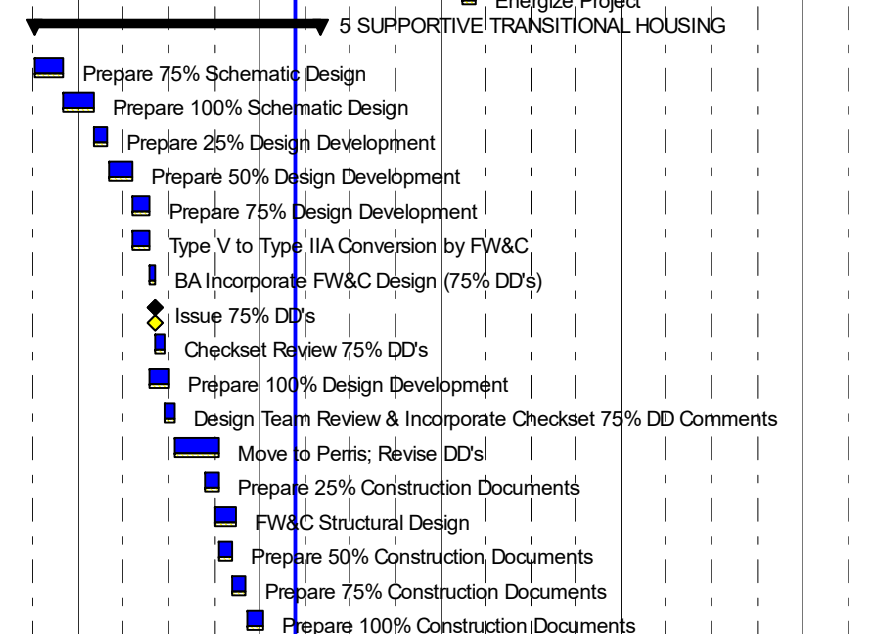 Energize Project
5 SUPPORTIVE TRANSITIONAL HOUSING
Prepare 75% Schematic Design
Prepare 100% Schematic Design
Prepare 25% Design Development
Prepare 50% Design Development
Prepare 75% Design Development
Type V to Type IIA Conversion by FW&C
BA Incorporate FW&C Design (75% DD's)
Issue 75% DD's
Checkset Review 75% DD's
Prepare 100% Design Development
Design Team Review & Incorporate Checkset 75% DD Comments
Move to Perris; Revise DD's
Prepare 25% Construction Documents
FW&C Structural Design
Prepare 50% Construction Documents
Prepare 75% Construction Documents
Prepare 100% Construction Documents